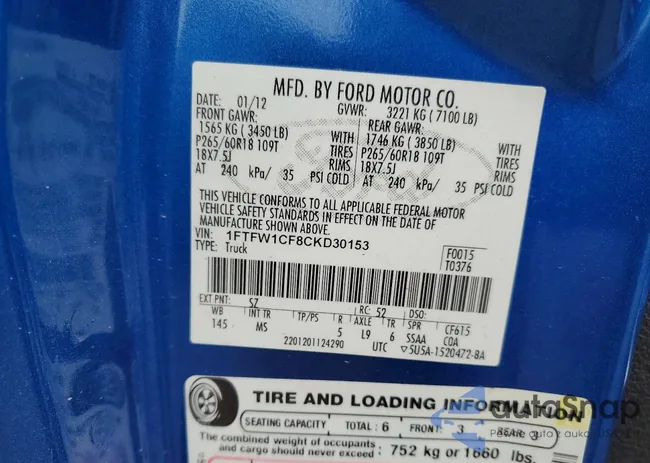 MFD. BY FORD MOTOR CO.
DATE: 01/12 GVWR: 3221 KG ( 7100 LB)
FRONT GAWR: REAR GAWR:
1565 KG ( 3450 LB) WITH 1746 KG ( 3850 LB) WITH
P265/60R18 109T TIRES P265/60R18 109T TIRES
18X7.5J RIMS 18X7.5J RIMS
AT 240 kPa/ 35 PSI COLD AT 240 kPa/ 35 PSI COLD
THIS VEHICLE CONFORMS TO ALL APPLICABLE FEDERAL MOTOR
VEHICLE SAFETY STANDARDS IN EFFECT ON THE DATE OF
MANUFACTURE SHOWN ABOVE.
VIN: 1FTFW1CF8CKD30153
TYPE: Truck
F0015
T0376
EXT PNT: SZ RC: 52 DSO:
WB INT TR TP/PS R AXLE TR SPR CF615
145 MS 5 L9 6 SSAA COA
2201201124290 UTC ▽5U5A-1520472-8A
Ford
TIRE AND LOADING INFORMATION
SEATING CAPACITY TOTAL: 6 FRONT: 3 REAR: 3
The combined weight of occupants
and cargo should never exceed: 752 kg or 1660 lbs.
autoSnap